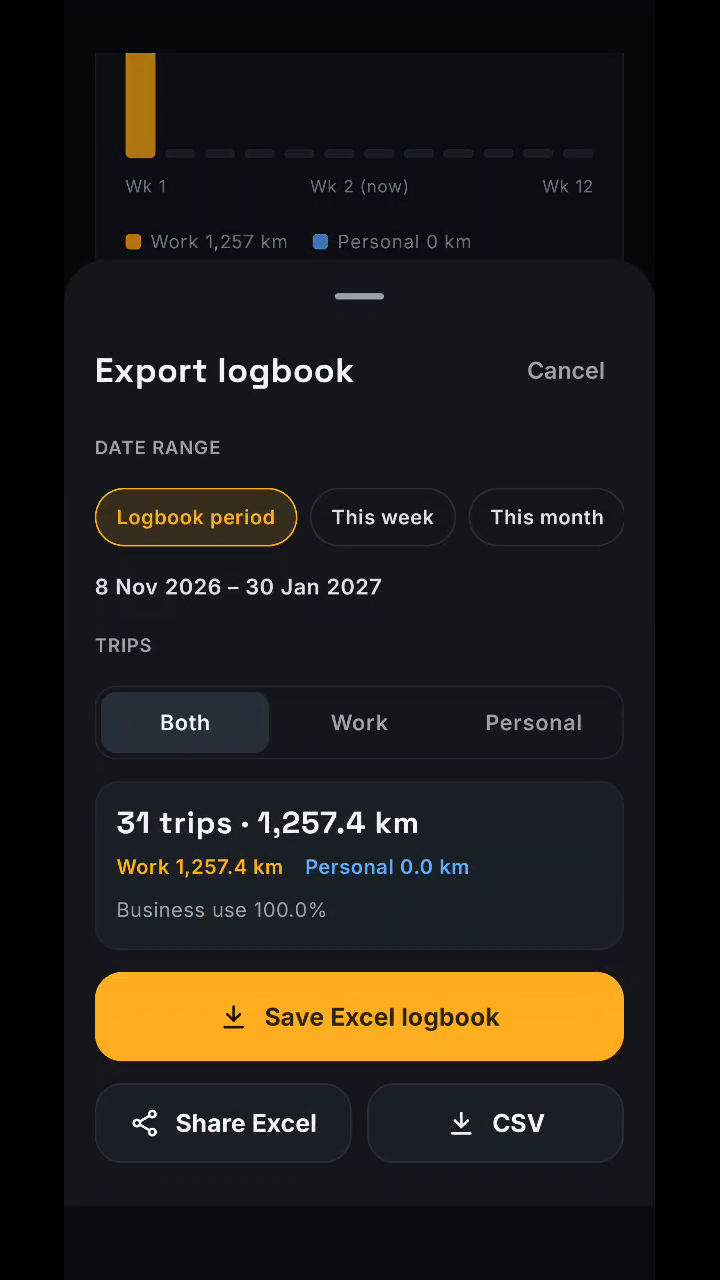 Wk 1 Wk 2 (now) Wk 12
Work 1,257 km Personal 0 km
Export logbook Cancel
DATE RANGE
Logbook period This week This month
8 Nov 2026 – 30 Jan 2027
TRIPS
Both Work Personal
31 trips · 1,257.4 km
Work 1,257.4 km Personal 0.0 km
Business use 100.0%
Save Excel logbook
Share Excel CSV